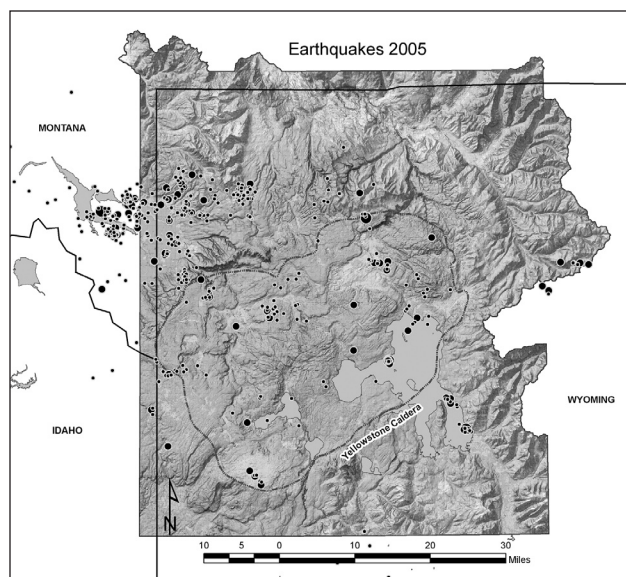 Earthquakes 2005
MONTANA
WYOMING
Yellowstone Caldera
IDAHO
N
10 5 0 10 20 30
Miles